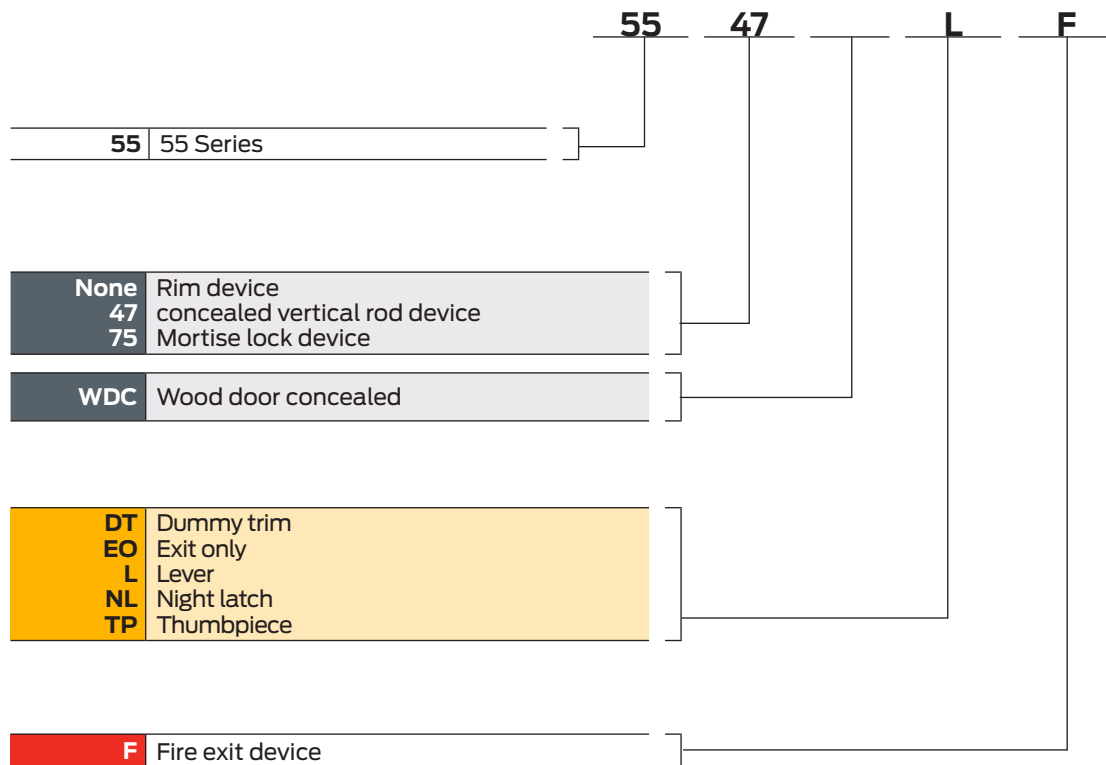 55 47 L F
55 55 Series
None Rim device
47 concealed vertical rod device
75 Mortise lock device
WDC Wood door concealed
DT Dummy trim
EO Exit only
L Lever
NL Night latch
TP Thumbpiece
F Fire exit device